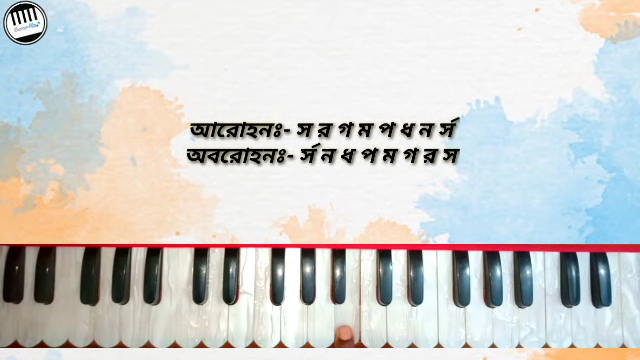 আরোহনঃ- স র গ ম প ধ ন র্স
অবরোহনঃ- র্স ন ধ প ম গ র স